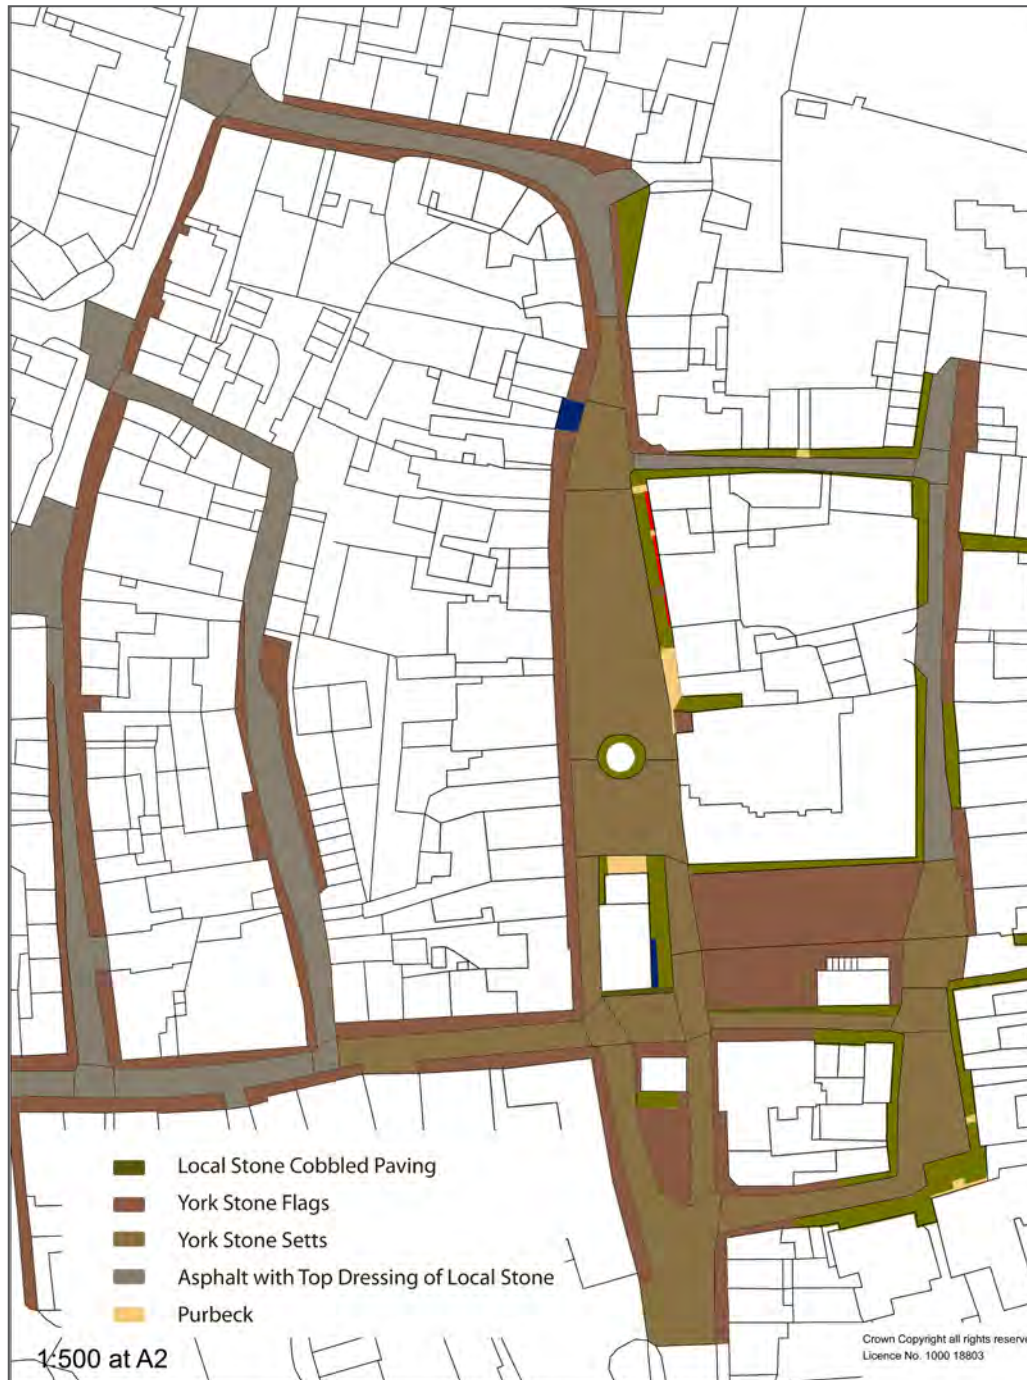 Local Stone Cobbled Paving
York Stone Flags
York Stone Setts
Asphalt with Top Dressing of Local Stone
Purbeck
1:500 at A2
Crown Copyright all rights reserve
Licence No. 1000 18803